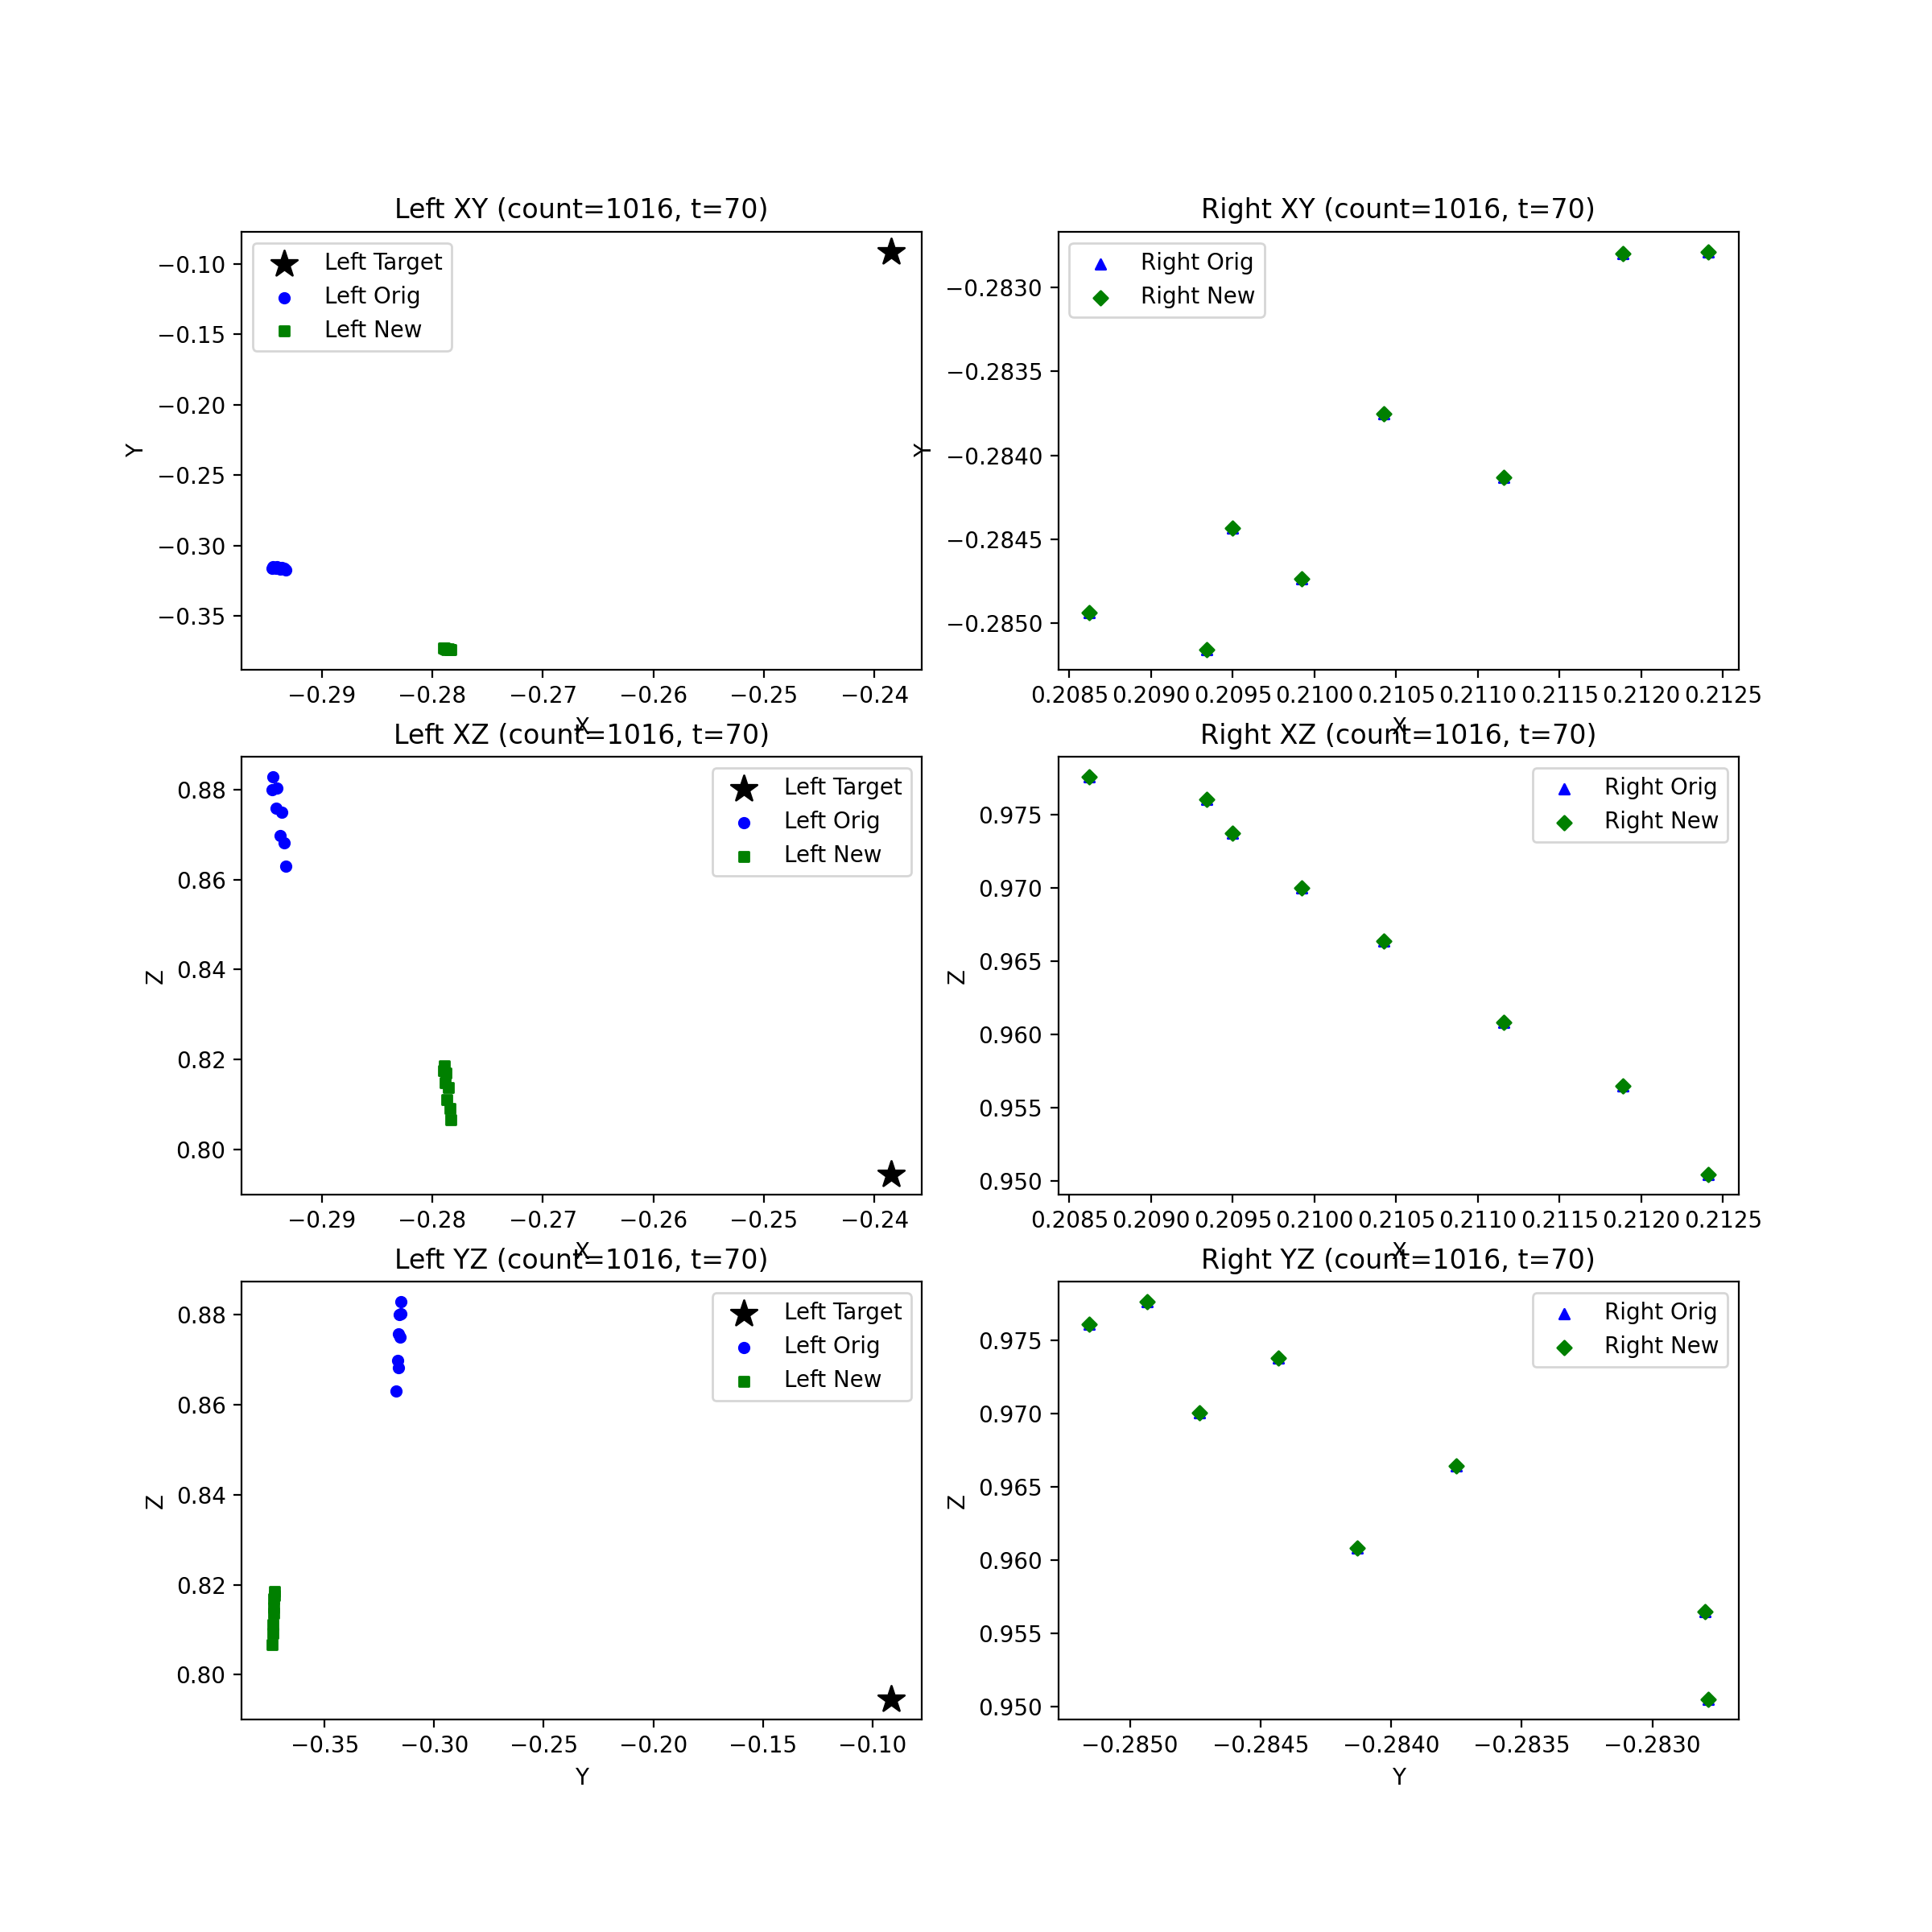 Left XY (count=1016, t=70)
Left Target
Left Orig
Left New
−0.10
−0.15
−0.20
−0.25
−0.30
−0.35
Y
−0.29 −0.28 −0.27 −0.26 −0.25 −0.24
X
Right XY (count=1016, t=70)
Right Orig
Right New
−0.2830
−0.2835
−0.2840
−0.2845
−0.2850
Y
0.2085 0.2090 0.2095 0.2100 0.2105 0.2110 0.2115 0.2120 0.2125
X
Left XZ (count=1016, t=70)
Left Target
Left Orig
Left New
0.88
0.86
0.84
0.82
0.80
Z
−0.29 −0.28 −0.27 −0.26 −0.25 −0.24
X
Right XZ (count=1016, t=70)
Right Orig
Right New
0.975
0.970
0.965
0.960
0.955
0.950
Z
0.2085 0.2090 0.2095 0.2100 0.2105 0.2110 0.2115 0.2120 0.2125
X
Left YZ (count=1016, t=70)
Left Target
Left Orig
Left New
0.88
0.86
0.84
0.82
0.80
Z
−0.35 −0.30 −0.25 −0.20 −0.15 −0.10
Y
Right YZ (count=1016, t=70)
Right Orig
Right New
0.975
0.970
0.965
0.960
0.955
0.950
Z
−0.2850 −0.2845 −0.2840 −0.2835 −0.2830
Y